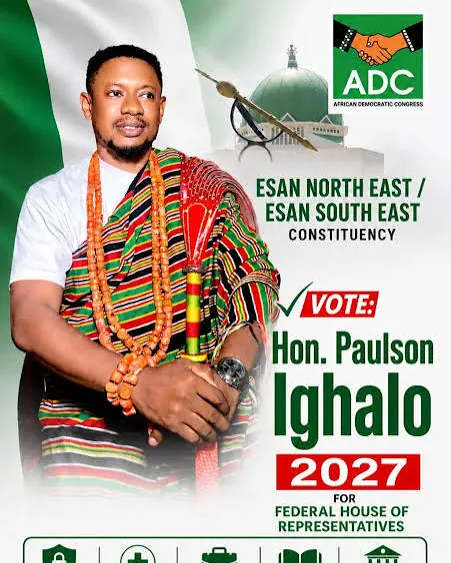 ADC
AFRICAN DEMOCRATIC CONGRESS
ESAN NORTH EAST /
ESAN SOUTH EAST
CONSTITUENCY
VOTE:
Hon. Paulson
Ighalo
2027
FOR
FEDERAL HOUSE OF
REPRESENTATIVES